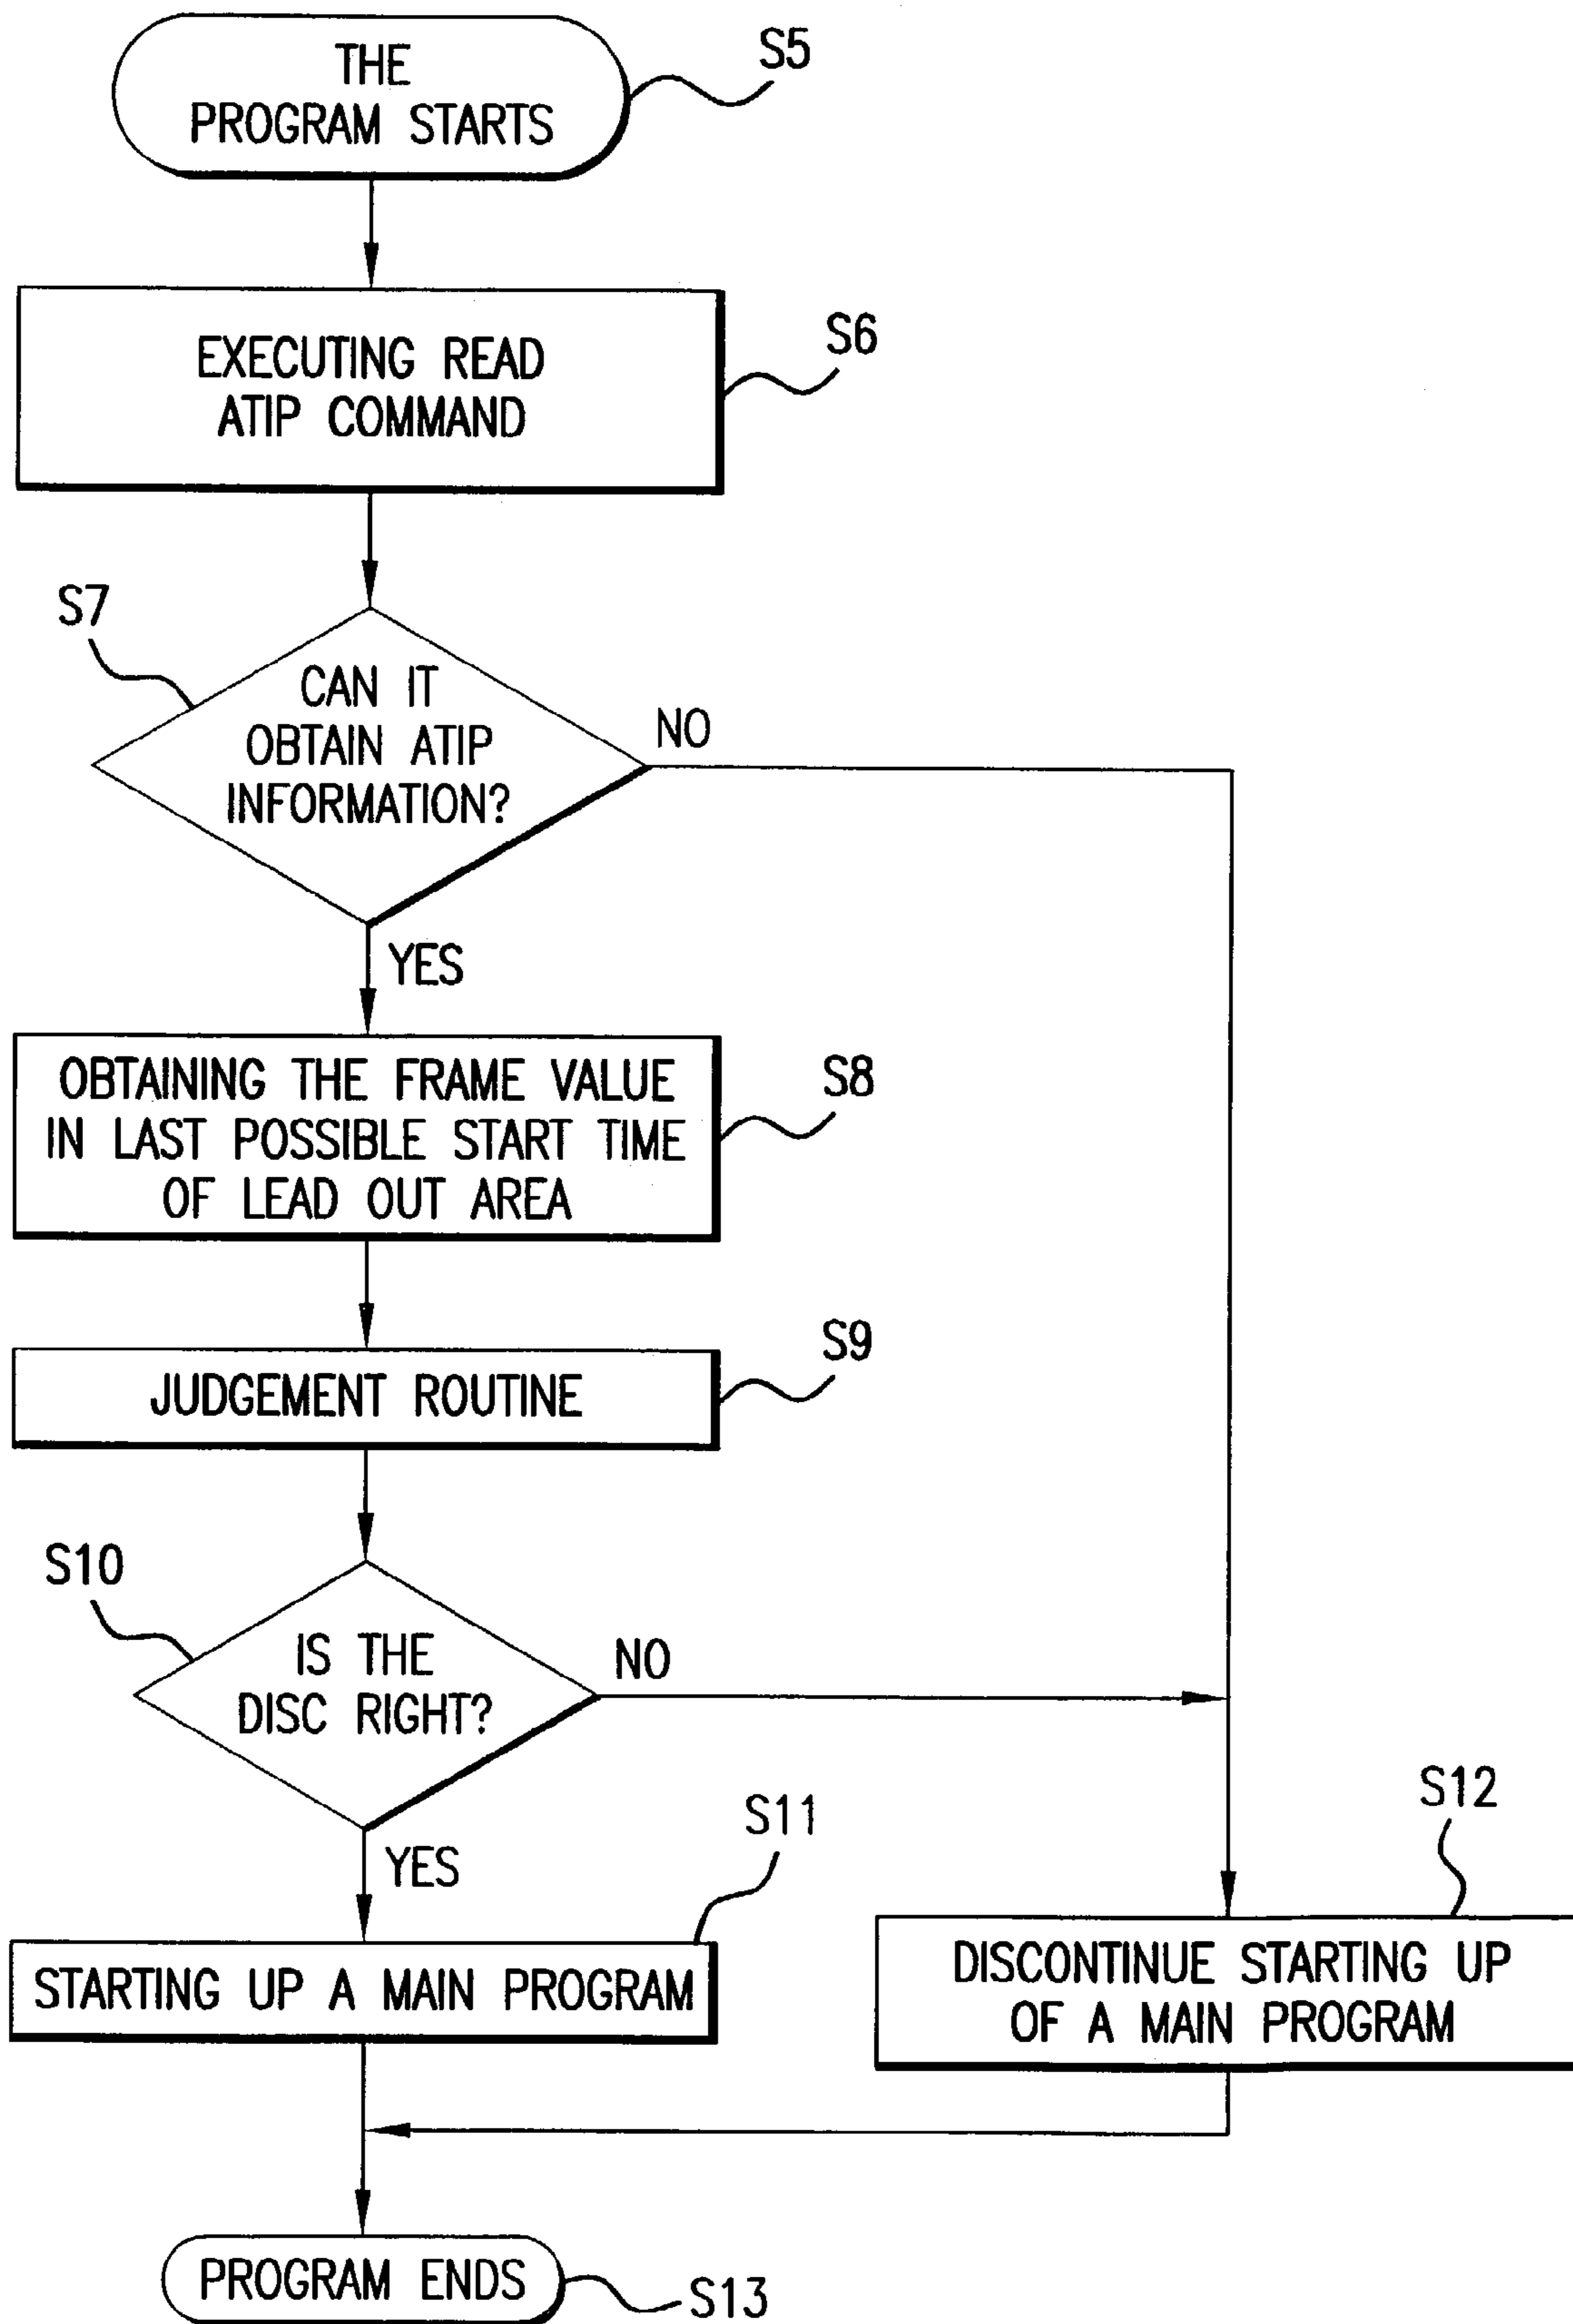 THE
PROGRAM STARTS
S5
EXECUTING READ
ATIP COMMAND
S6
S7
CAN IT
OBTAIN ATIP
INFORMATION?
NO
YES
OBTAINING THE FRAME VALUE
IN LAST POSSIBLE START TIME
OF LEAD OUT AREA
S8
JUDGEMENT ROUTINE
S9
S10
IS THE
DISC RIGHT?
NO
YES
S11
STARTING UP A MAIN PROGRAM
S12
DISCONTINUE STARTING UP
OF A MAIN PROGRAM
PROGRAM ENDS
S13